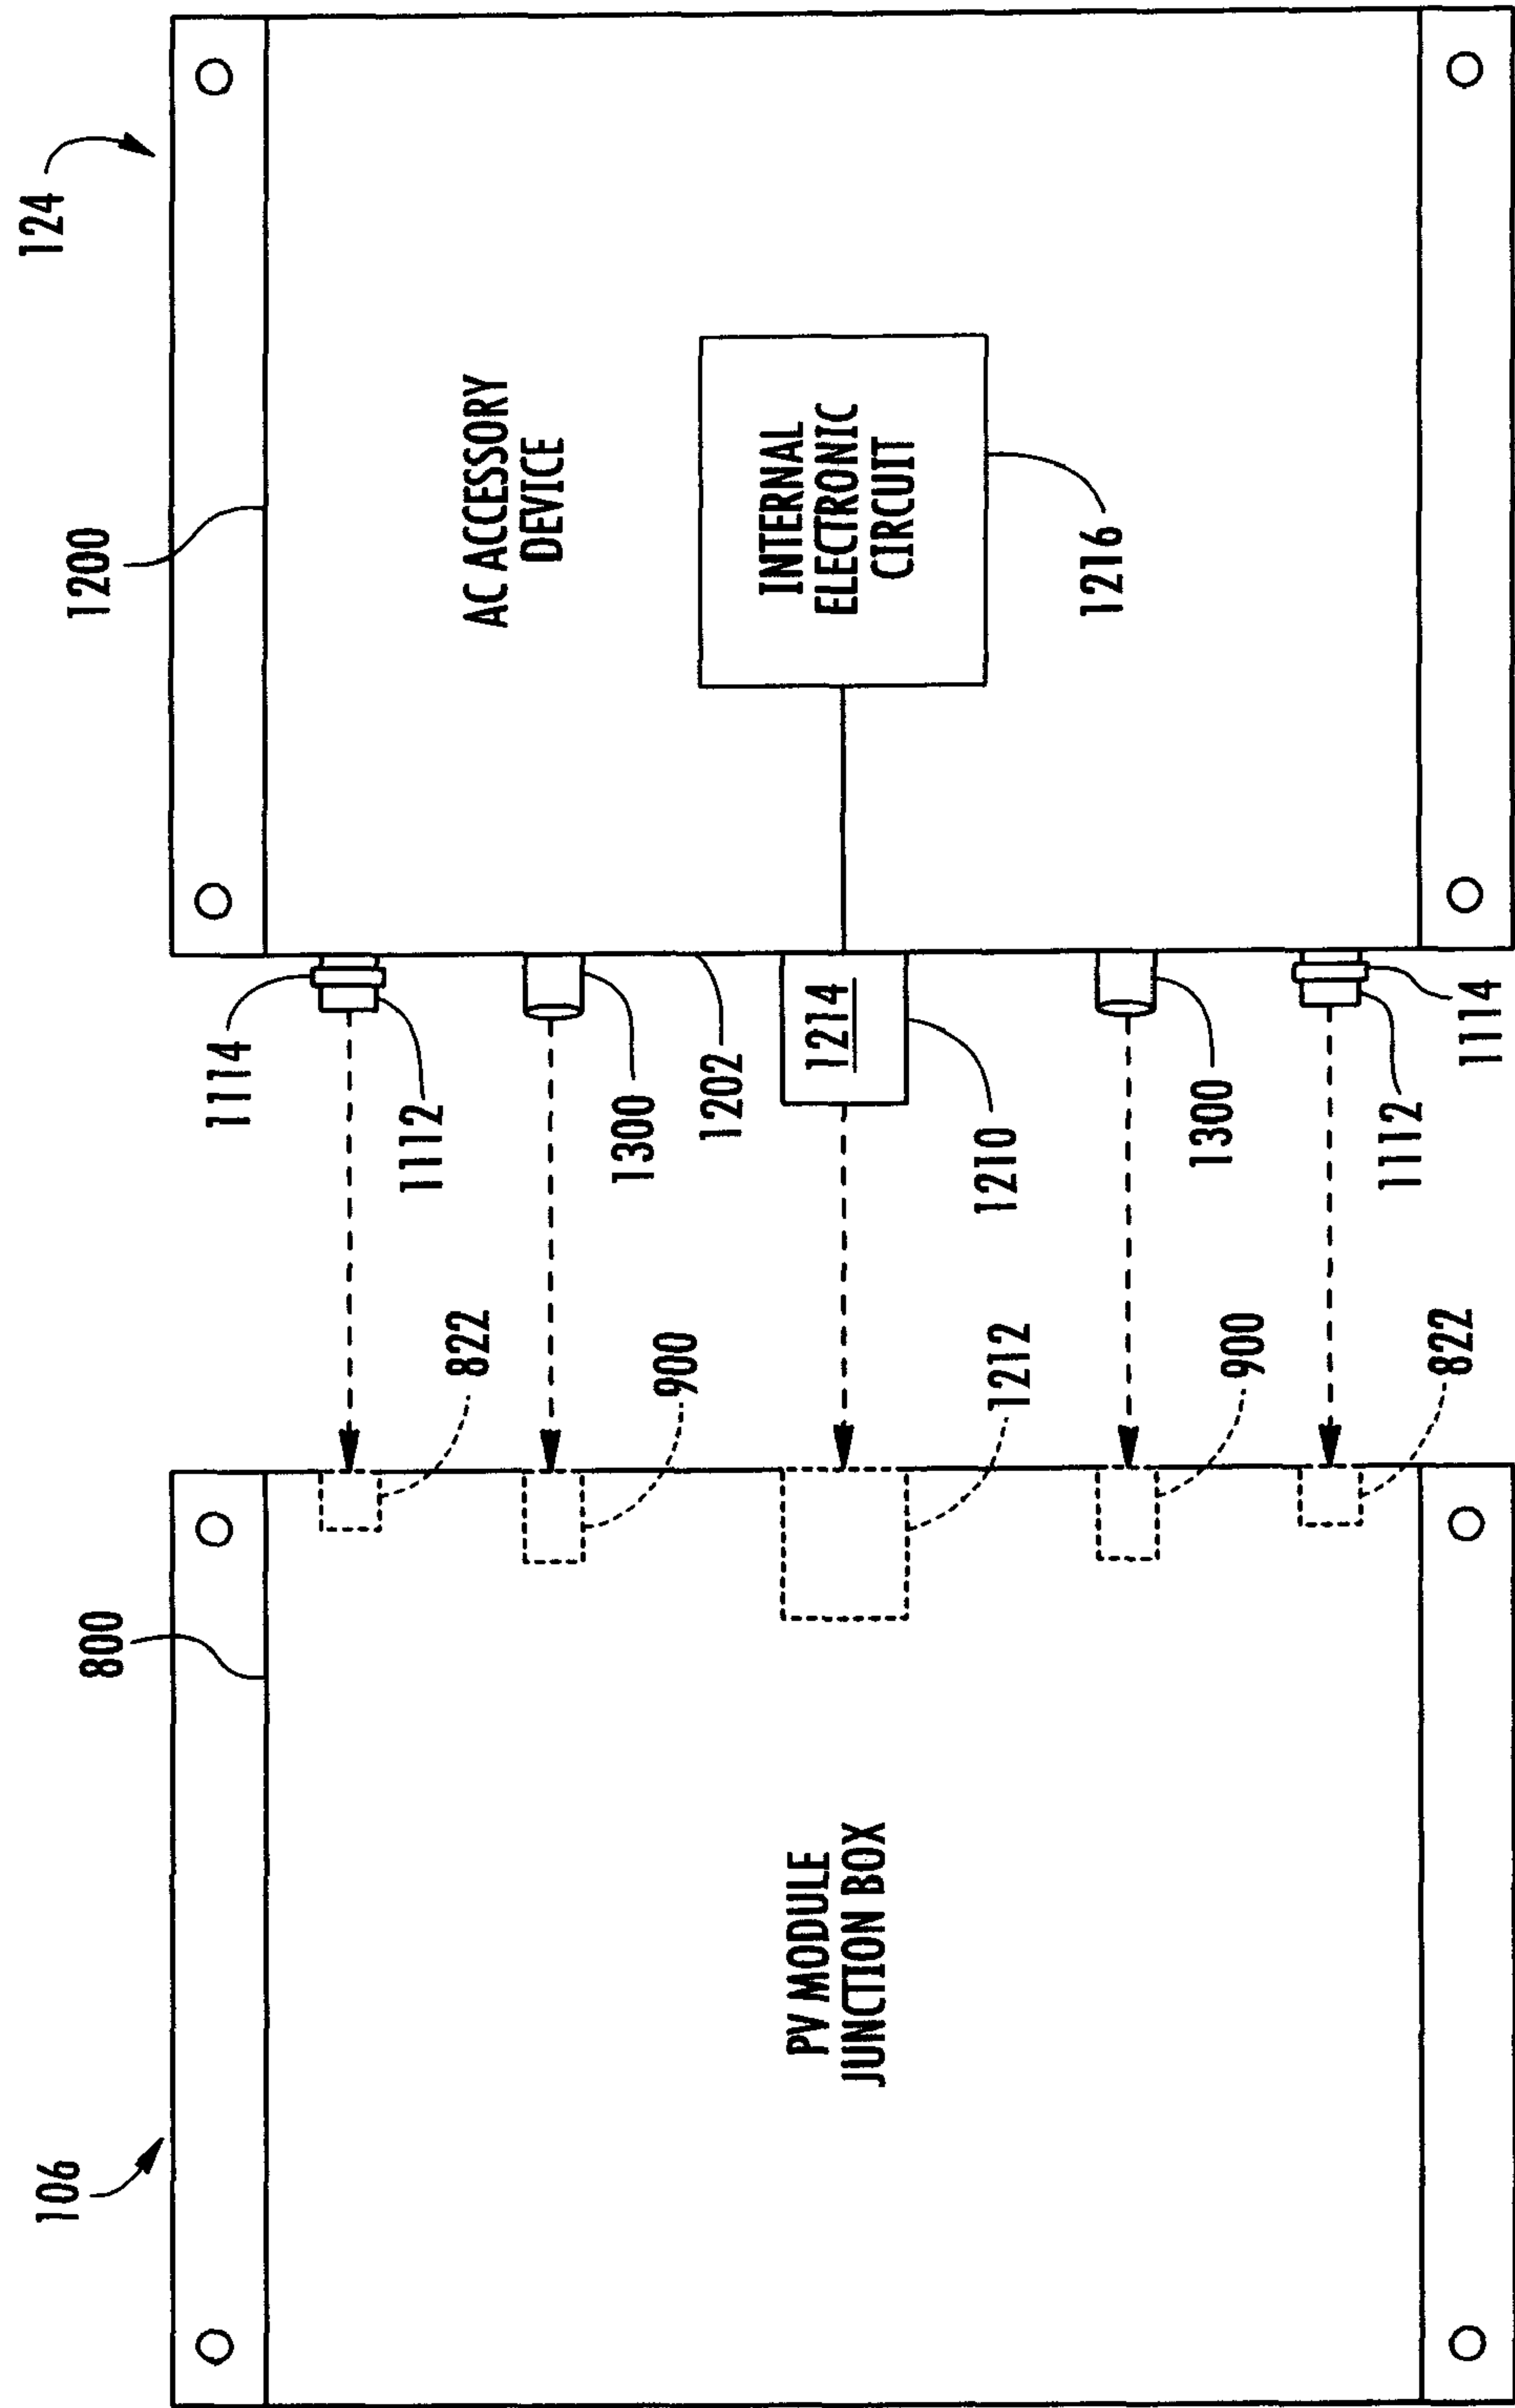 106
800
PV MODULE
JUNCTION BOX
822
900
1212
900
822
124
1200
AC ACCESSORY
DEVICE
INTERNAL
ELECTRONIC
CIRCUIT
1216
1114
1112
1300
1202
1214
1210
1300
1112
1114